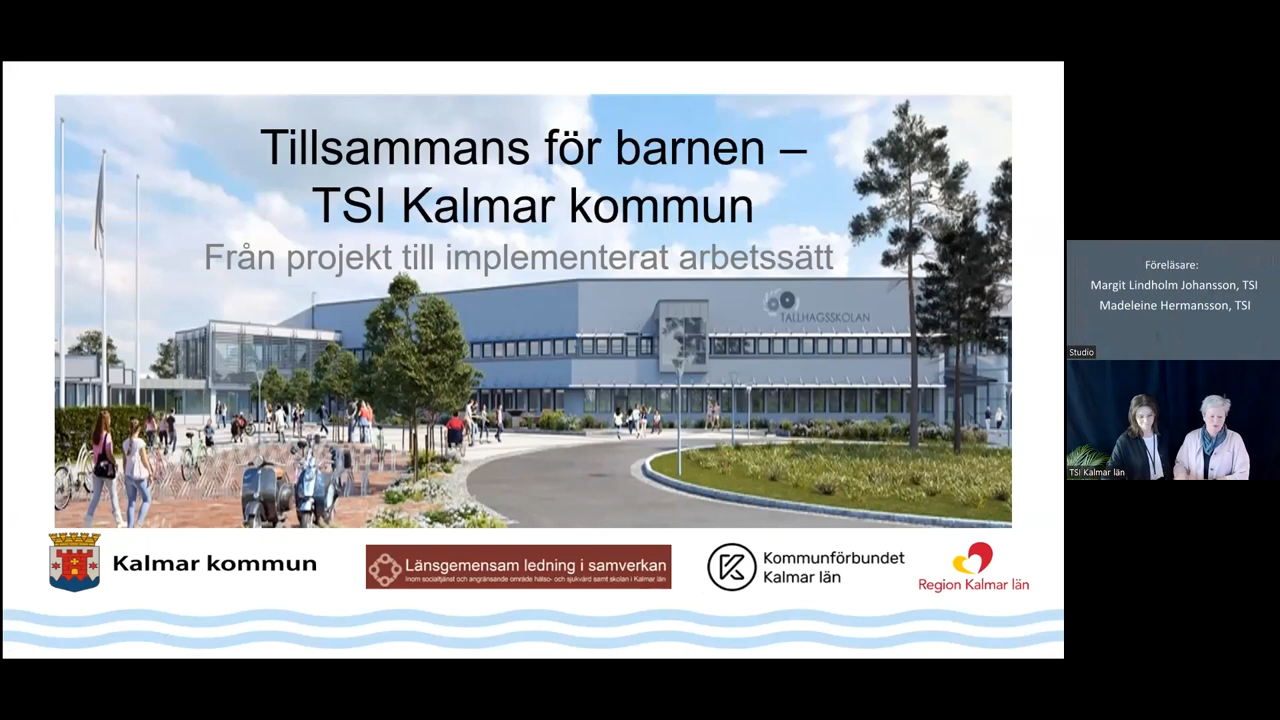 Tillsammans för barnen –
TSI Kalmar kommun
Från projekt till implementerat arbetssätt
TALLHAGSSKOLAN
Kalmar kommun
Länsgemensam ledning i samverkan
Inom socialtjänst och angränsande område hälso- och sjukvård samt skolan i Kalmar län
Kommunförbundet
Kalmar län
Region Kalmar län
Föreläsare:
Margit Lindholm Johansson, TSI
Madeleine Hermansson, TSI
Studio
TSI Kalmar län